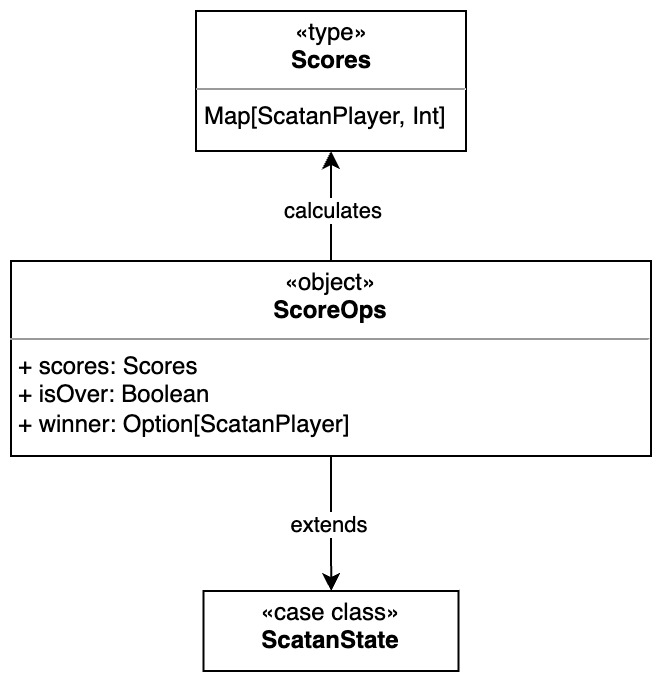 «type»
Scores
Map[ScatanPlayer, Int]
calculates
«object»
ScoreOps
+ scores: Scores
+ isOver: Boolean
+ winner: Option[ScatanPlayer]
extends
«case class»
ScatanState